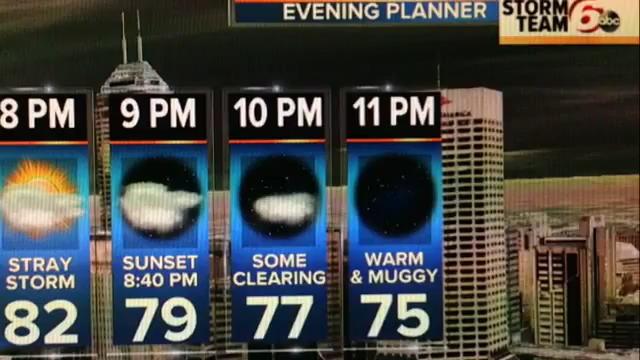 EVENING PLANNER
STORM
TEAM 6 abc
8 PM
9 PM
10 PM
11 PM
STRAY
STORM
82
SUNSET
8:40 PM
79
SOME
CLEARING
77
WARM
& MUGGY
75